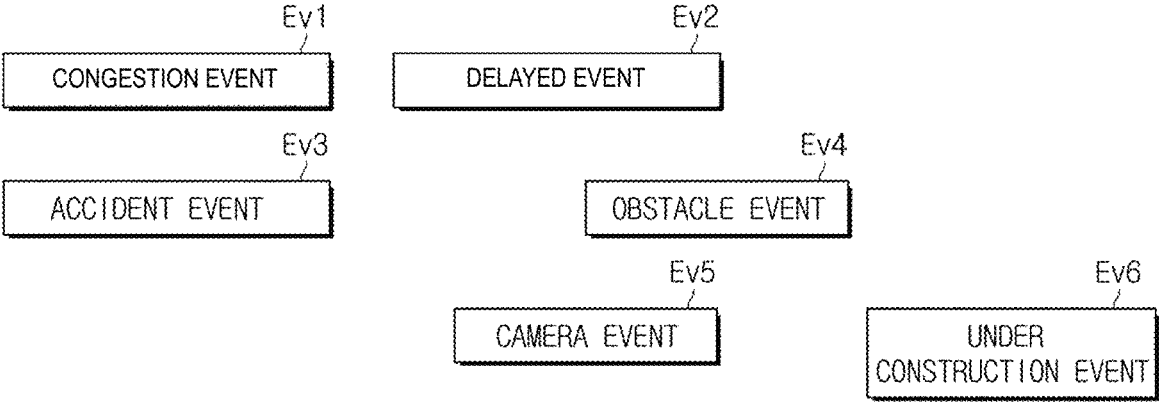 Ev1
Ev2
CONGESTION EVENT
DELAYED EVENT
Ev3
Ev4
ACCIDENT EVENT
OBSTACLE EVENT
Ev5
Ev6
CAMERA EVENT
UNDER
CONSTRUCTION EVENT